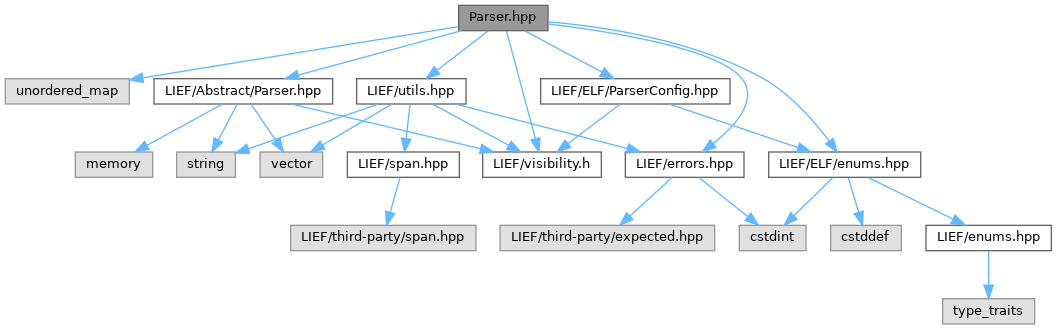 Parser.hpp
unordered_map
LIEF/Abstract/Parser.hpp
LIEF/utils.hpp
LIEF/ELF/ParserConfig.hpp
memory
string
vector
LIEF/span.hpp
LIEF/visibility.h
LIEF/errors.hpp
LIEF/ELF/enums.hpp
LIEF/third-party/span.hpp
LIEF/third-party/expected.hpp
cstdint
cstddef
LIEF/enums.hpp
type_traits